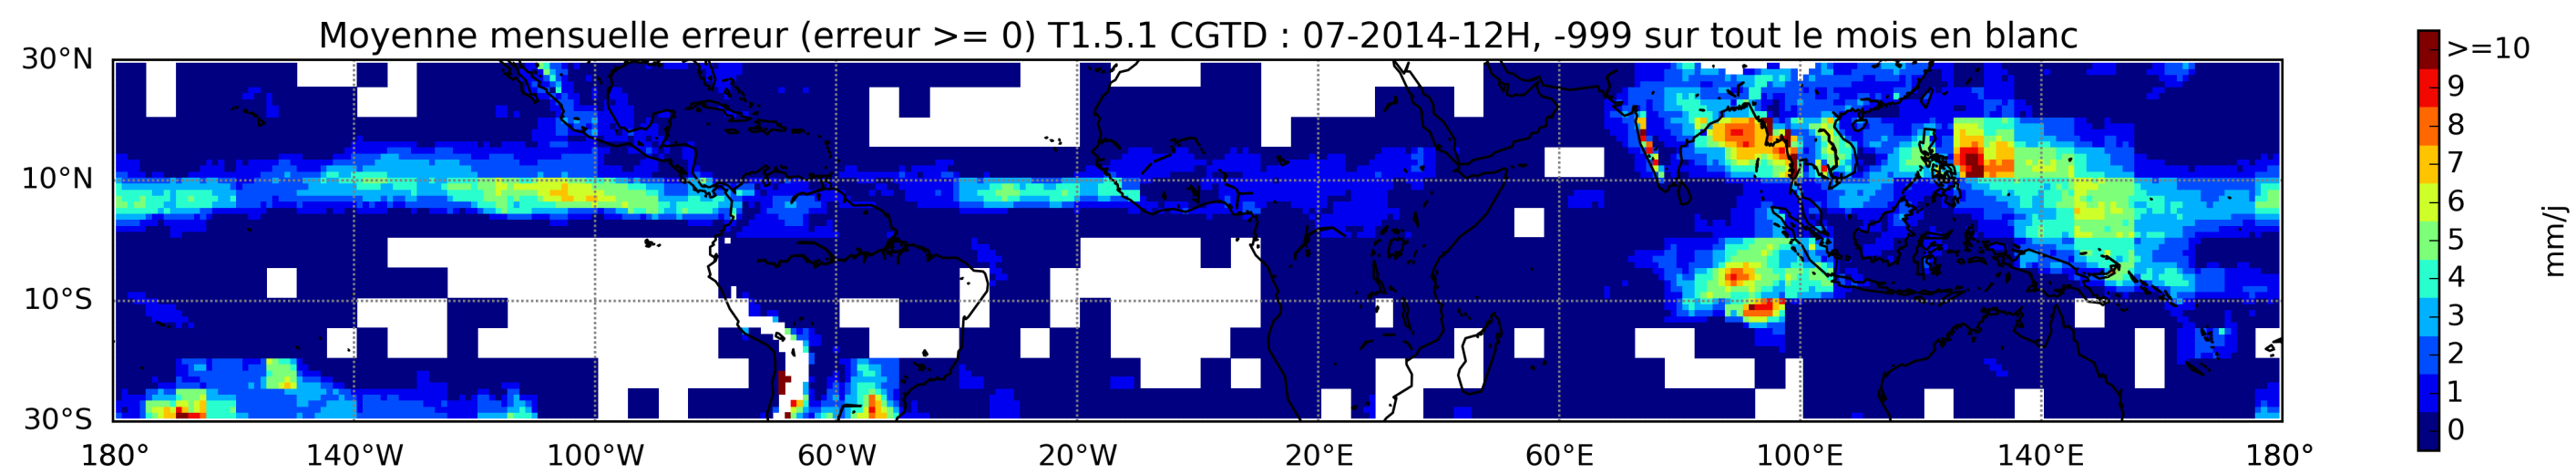 Moyenne mensuelle erreur (erreur >= 0) T1.5.1 CGTD : 07-2014-12H, -999 sur tout le mois en blanc
30°N
10°N
10°S
30°S
180° 140°W 100°W 60°W 20°W 20°E 60°E 100°E 140°E 180°
>=10
9
8
7
6
5
4
3
2
1
0
mm/j